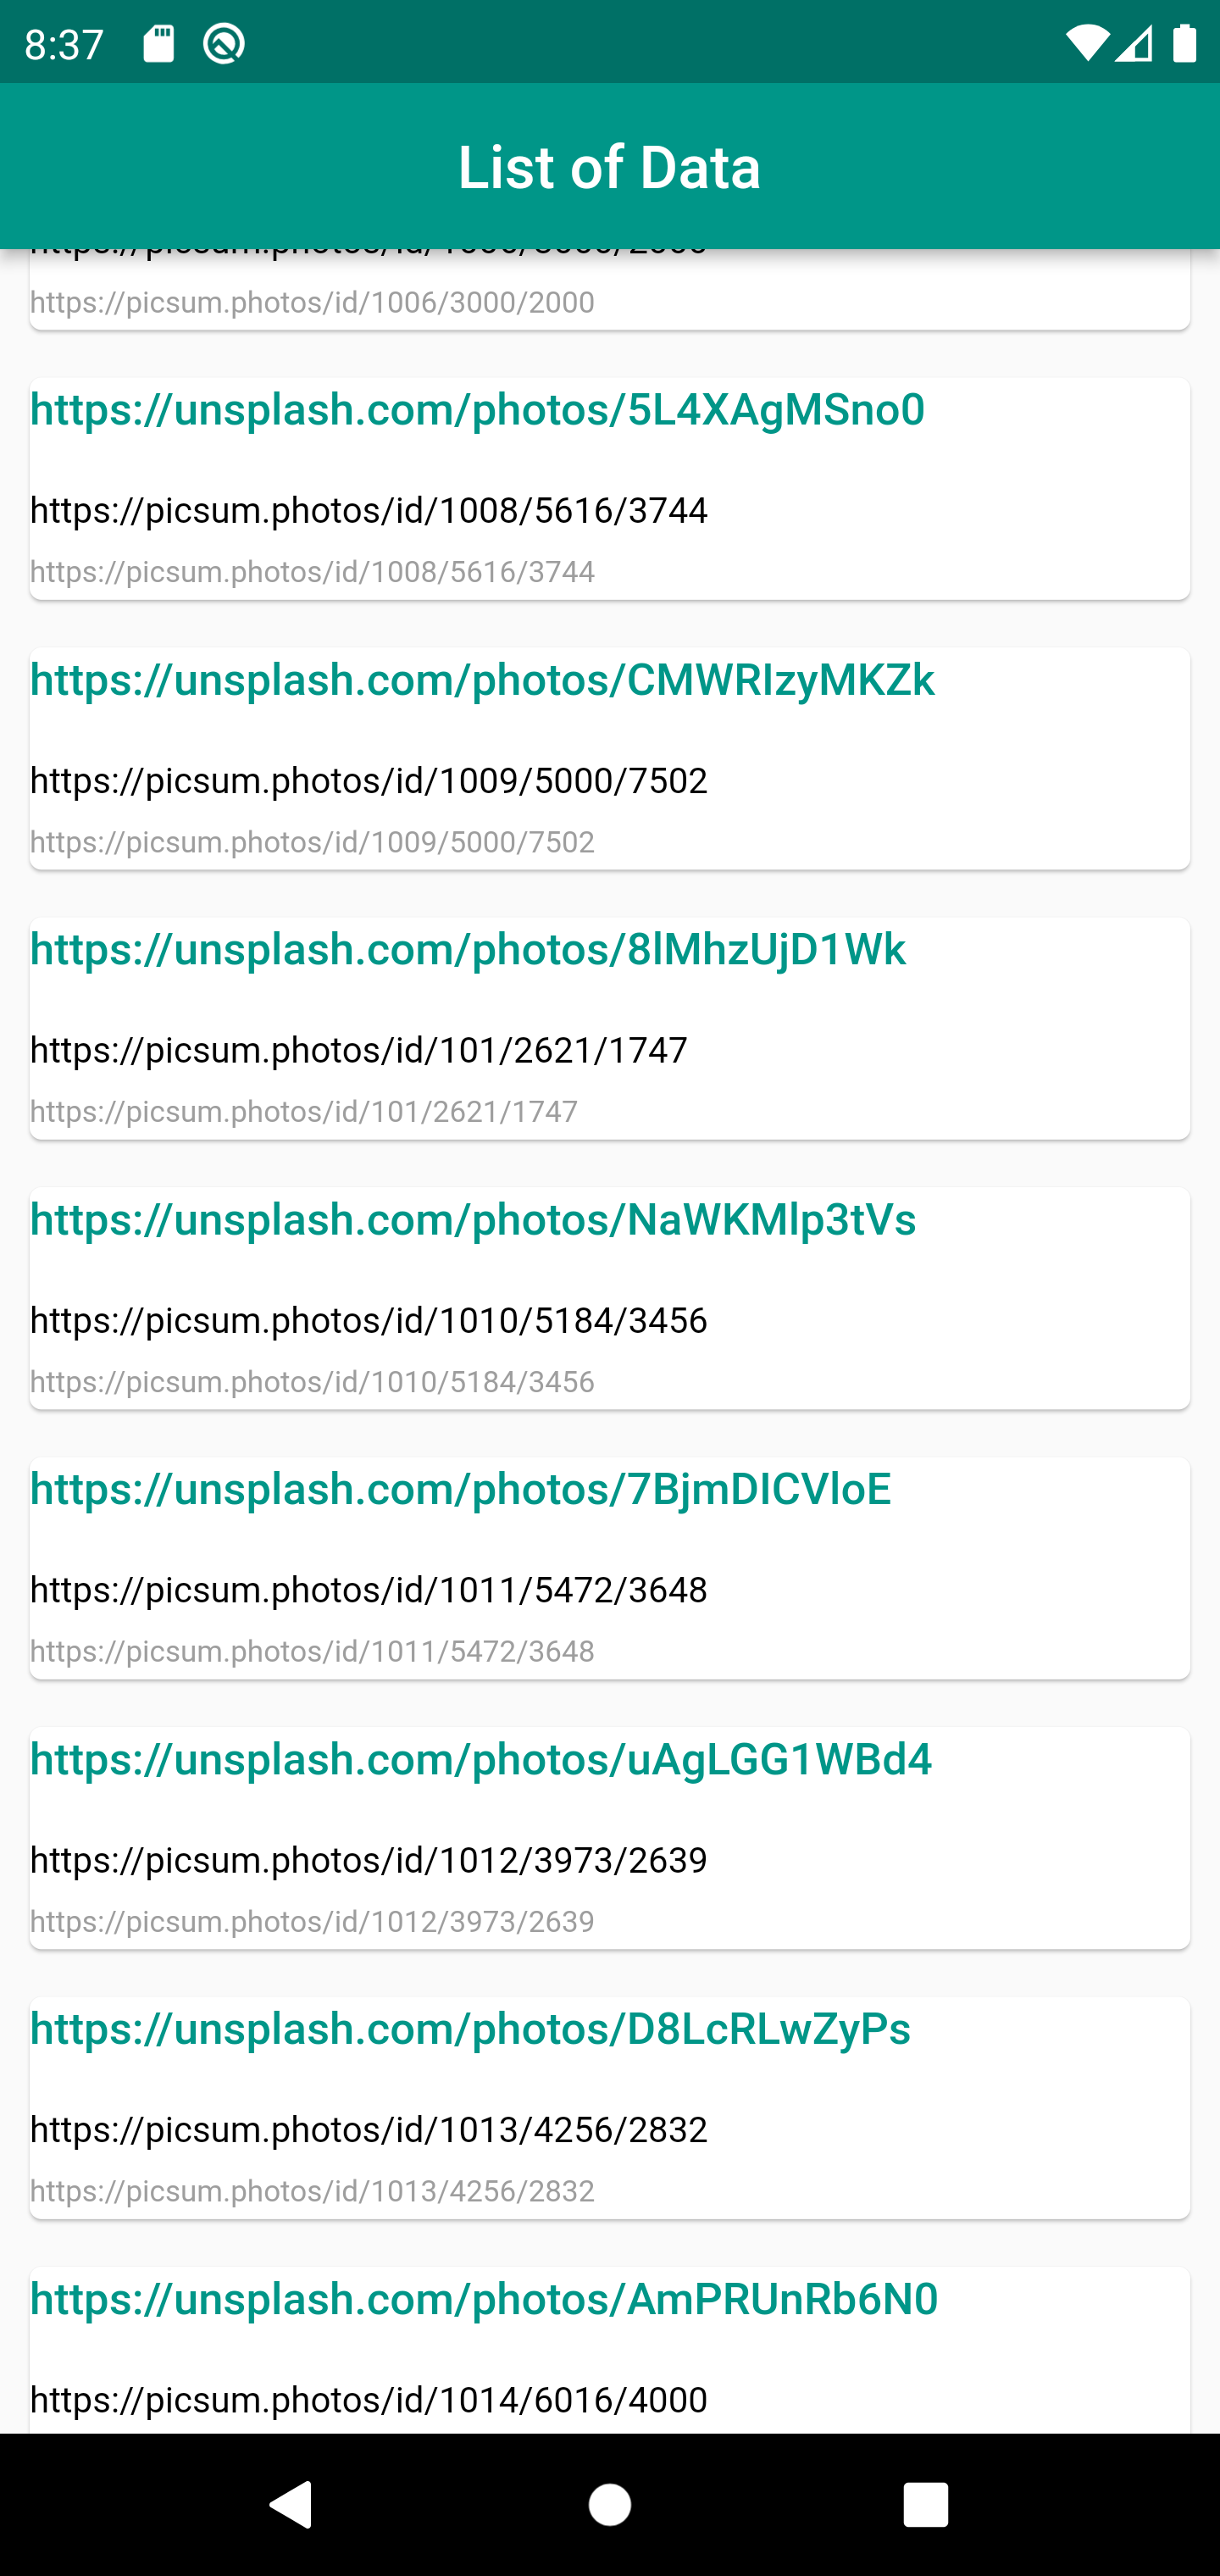 8:37
List of Data
https://picsum.photos/id/1006/3000/2000
https://unsplash.com/photos/5L4XAgMSno0
https://picsum.photos/id/1008/5616/3744
https://picsum.photos/id/1008/5616/3744
https://unsplash.com/photos/CMWRIzyMKZk
https://picsum.photos/id/1009/5000/7502
https://picsum.photos/id/1009/5000/7502
https://unsplash.com/photos/8lMhzUjD1Wk
https://picsum.photos/id/101/2621/1747
https://picsum.photos/id/101/2621/1747
https://unsplash.com/photos/NaWKMlp3tVs
https://picsum.photos/id/1010/5184/3456
https://picsum.photos/id/1010/5184/3456
https://unsplash.com/photos/7BjmDICVloE
https://picsum.photos/id/1011/5472/3648
https://picsum.photos/id/1011/5472/3648
https://unsplash.com/photos/uAgLGG1WBd4
https://picsum.photos/id/1012/3973/2639
https://picsum.photos/id/1012/3973/2639
https://unsplash.com/photos/D8LcRLwZyPs
https://picsum.photos/id/1013/4256/2832
https://picsum.photos/id/1013/4256/2832
https://unsplash.com/photos/AmPRUnRb6N0
https://picsum.photos/id/1014/6016/4000